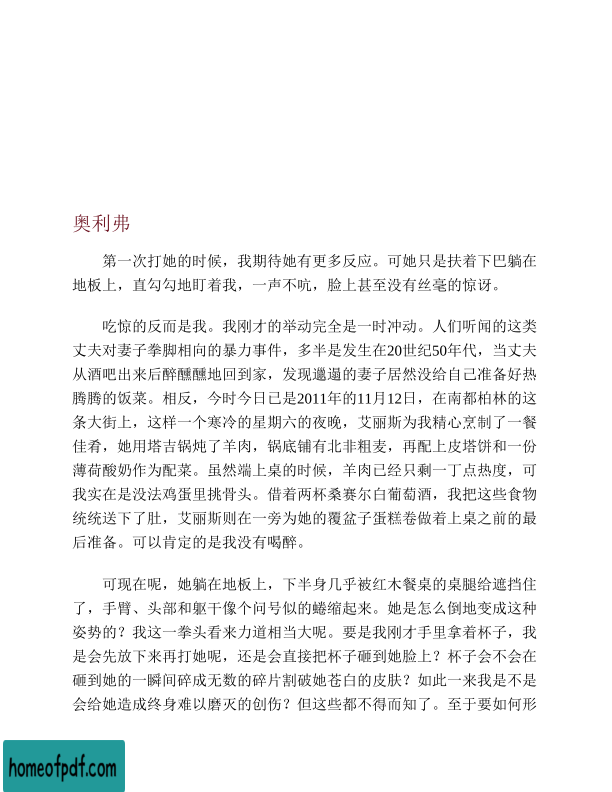 奥利弗
第一次打她的时候，我期待她有更多反应。可她只是扶着下巴躺在
地板上，直勾勾地盯着我，一声不吭，脸上甚至没有丝毫的惊讶。
吃惊的反而是我。我刚才的举动完全是一时冲动。人们听闻的这类
丈夫对妻子拳脚相向的暴力事件，多半是发生在20世纪50年代，当丈夫
从酒吧出来后醉醺醺地回到家，发现邋遢的妻子居然没给自己准备好热
腾腾的饭菜。相反，今时今日已是2011年的11月12日，在南都柏林的这
条大街上，这样一个寒冷的星期六的夜晚，艾丽斯为我精心烹制了一餐
佳肴，她用塔吉锅炖了羊肉，锅底铺有北非粗麦，再配上皮塔饼和一份
薄荷酸奶作为配菜。虽然端上桌的时候，羊肉已经只剩一丁点热度，可
我实在是没法鸡蛋里挑骨头。借着两杯桑赛尔白葡萄酒，我把这些食物
统统送下了肚，艾丽斯则在一旁为她的覆盆子蛋糕卷做着上桌之前的最
后准备。可以肯定的是我没有喝醉。
可现在呢，她躺在地板上，下半身几乎被红木餐桌的桌腿给遮挡住
了，手臂、头部和躯干像个问号似的蜷缩起来。她是怎么倒地变成这种
姿势的？我这一拳头看来力道相当大呢。要是我刚才手里拿着杯子，我
是会先放下来再打她呢，还是会直接把杯子砸到她脸上？杯子会不会在
砸到她的一瞬间碎成无数的碎片割破她苍白的皮肤？如此一来我是不是
会给她造成终身难以磨灭的创伤？但这些都不得而知了。至于要如何形
homeofpdf.com